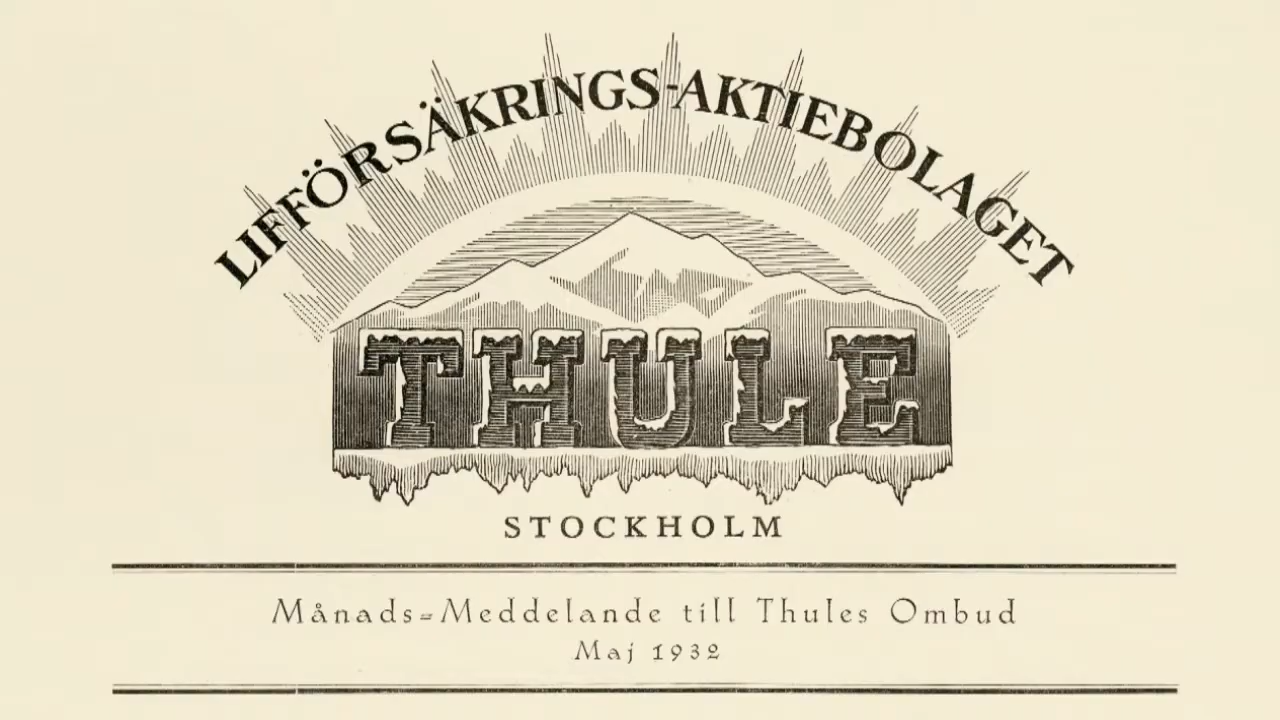 LIFFÖRSÄKRINGS-AKTIEBOLAGET
THULE
STOCKHOLM
Månads=Meddelande till Thules Ombud
Maj 1932